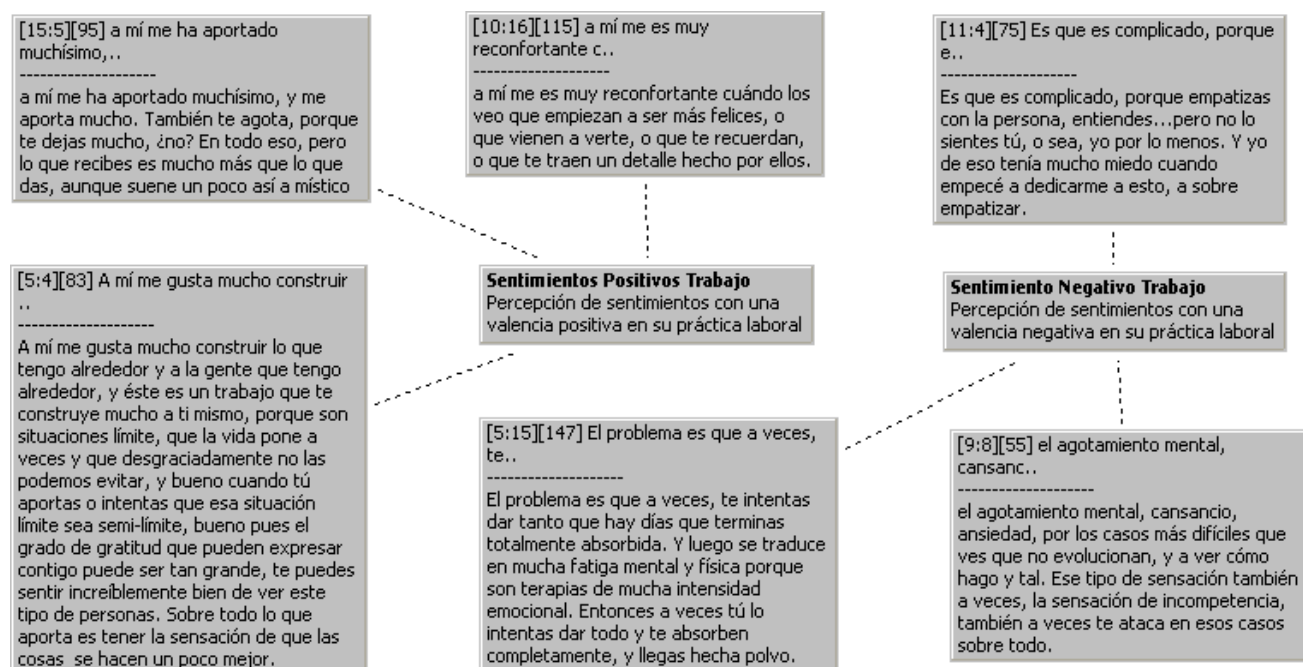 [15:5][95] a mí me ha aportado
muchísimo,..
--------------------
a mí me ha aportado muchísimo, y me
aporta mucho. También te agota, porque
te dejas mucho, ¿no? En todo eso, pero
lo que recibes es mucho más que lo que
das, aunque suene un poco así a místico
[10:16][115] a mí me es muy
reconfortante c..
--------------------
a mí me es muy reconfortante cuándo los
veo que empiezan a ser más felices, o
que vienen a verte, o que te recuerdan,
o que te traen un detalle hecho por ellos.
[11:4][75] Es que es complicado, porque
e..
--------------------
Es que es complicado, porque empatizas
con la persona, entiendes...pero no lo
sientes tú, o sea, yo por lo menos. Y yo
de eso tenía mucho miedo cuando
empecé a dedicarme a esto, a sobre
empatizar.
[5:4][83] A mí me gusta mucho construir
..
--------------------
A mí me gusta mucho construir lo que
tengo alrededor y a la gente que tengo
alrededor, y éste es un trabajo que te
construye mucho a ti mismo, porque son
situaciones límite, que la vida pone a
veces y que desgraciadamente no las
podemos evitar, y bueno cuando tú
aportas o intentas que esa situación
límite sea semi-límite, bueno pues el
grado de gratitud que pueden expresar
contigo puede ser tan grande, te puedes
sentir increíblemente bien de ver este
tipo de personas. Sobre todo lo que
aporta es tener la sensación de que las
cosas se hacen un poco mejor.
Sentimientos Positivos Trabajo
Percepción de sentimientos con una
valencia positiva en su práctica laboral
Sentimiento Negativo Trabajo
Percepción de sentimientos con una
valencia negativa en su práctica laboral
[5:15][147] El problema es que a veces,
te..
--------------------
El problema es que a veces, te intentas
dar tanto que hay días que terminas
totalmente absorbida. Y luego se traduce
en mucha fatiga mental y física porque
son terapias de mucha intensidad
emocional. Entonces a veces tú lo
intentas dar todo y te absorben
completamente, y llegas hecha polvo.
[9:8][55] el agotamiento mental,
cansanc..
--------------------
el agotamiento mental, cansancio,
ansiedad, por los casos más difíciles que
ves que no evolucionan, y a ver cómo
hago y tal. Ese tipo de sensación también
a veces, la sensación de incompetencia,
también a veces te ataca en esos casos
sobre todo.